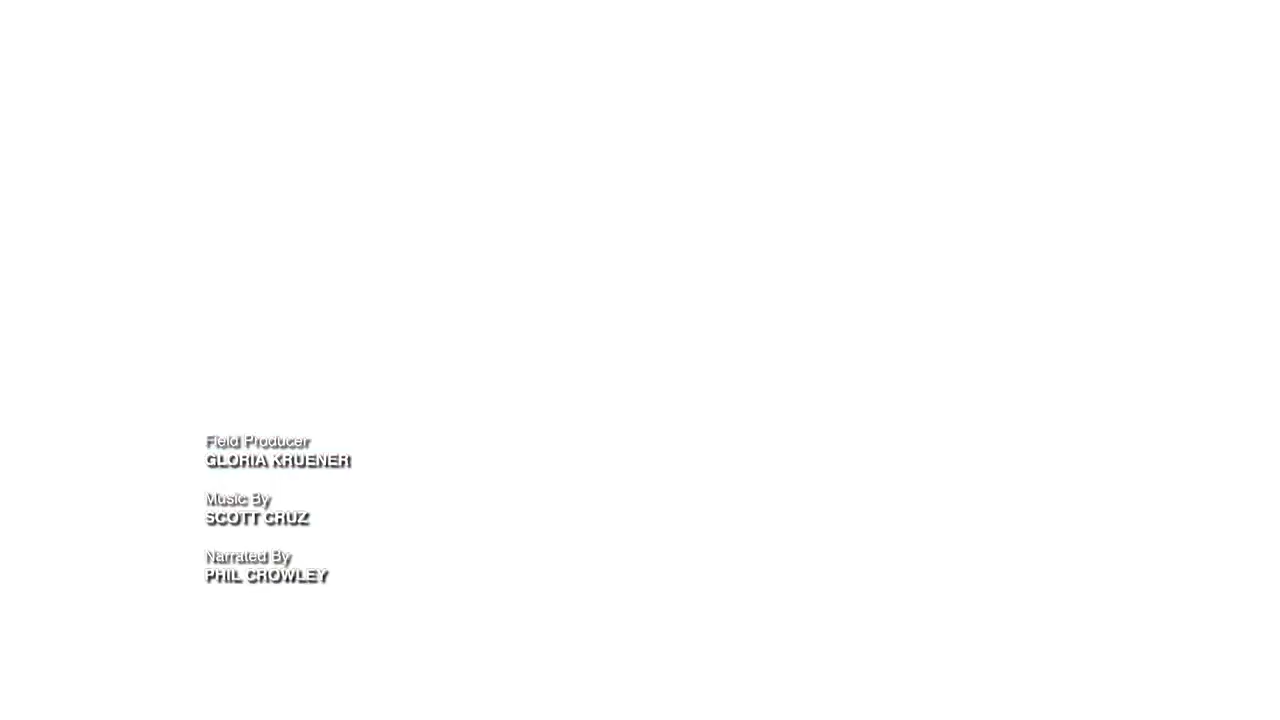 Field Producer
GLORIA KRUENER
Music By
SCOTT CRUZ
Narrated By
PHIL CROWLEY